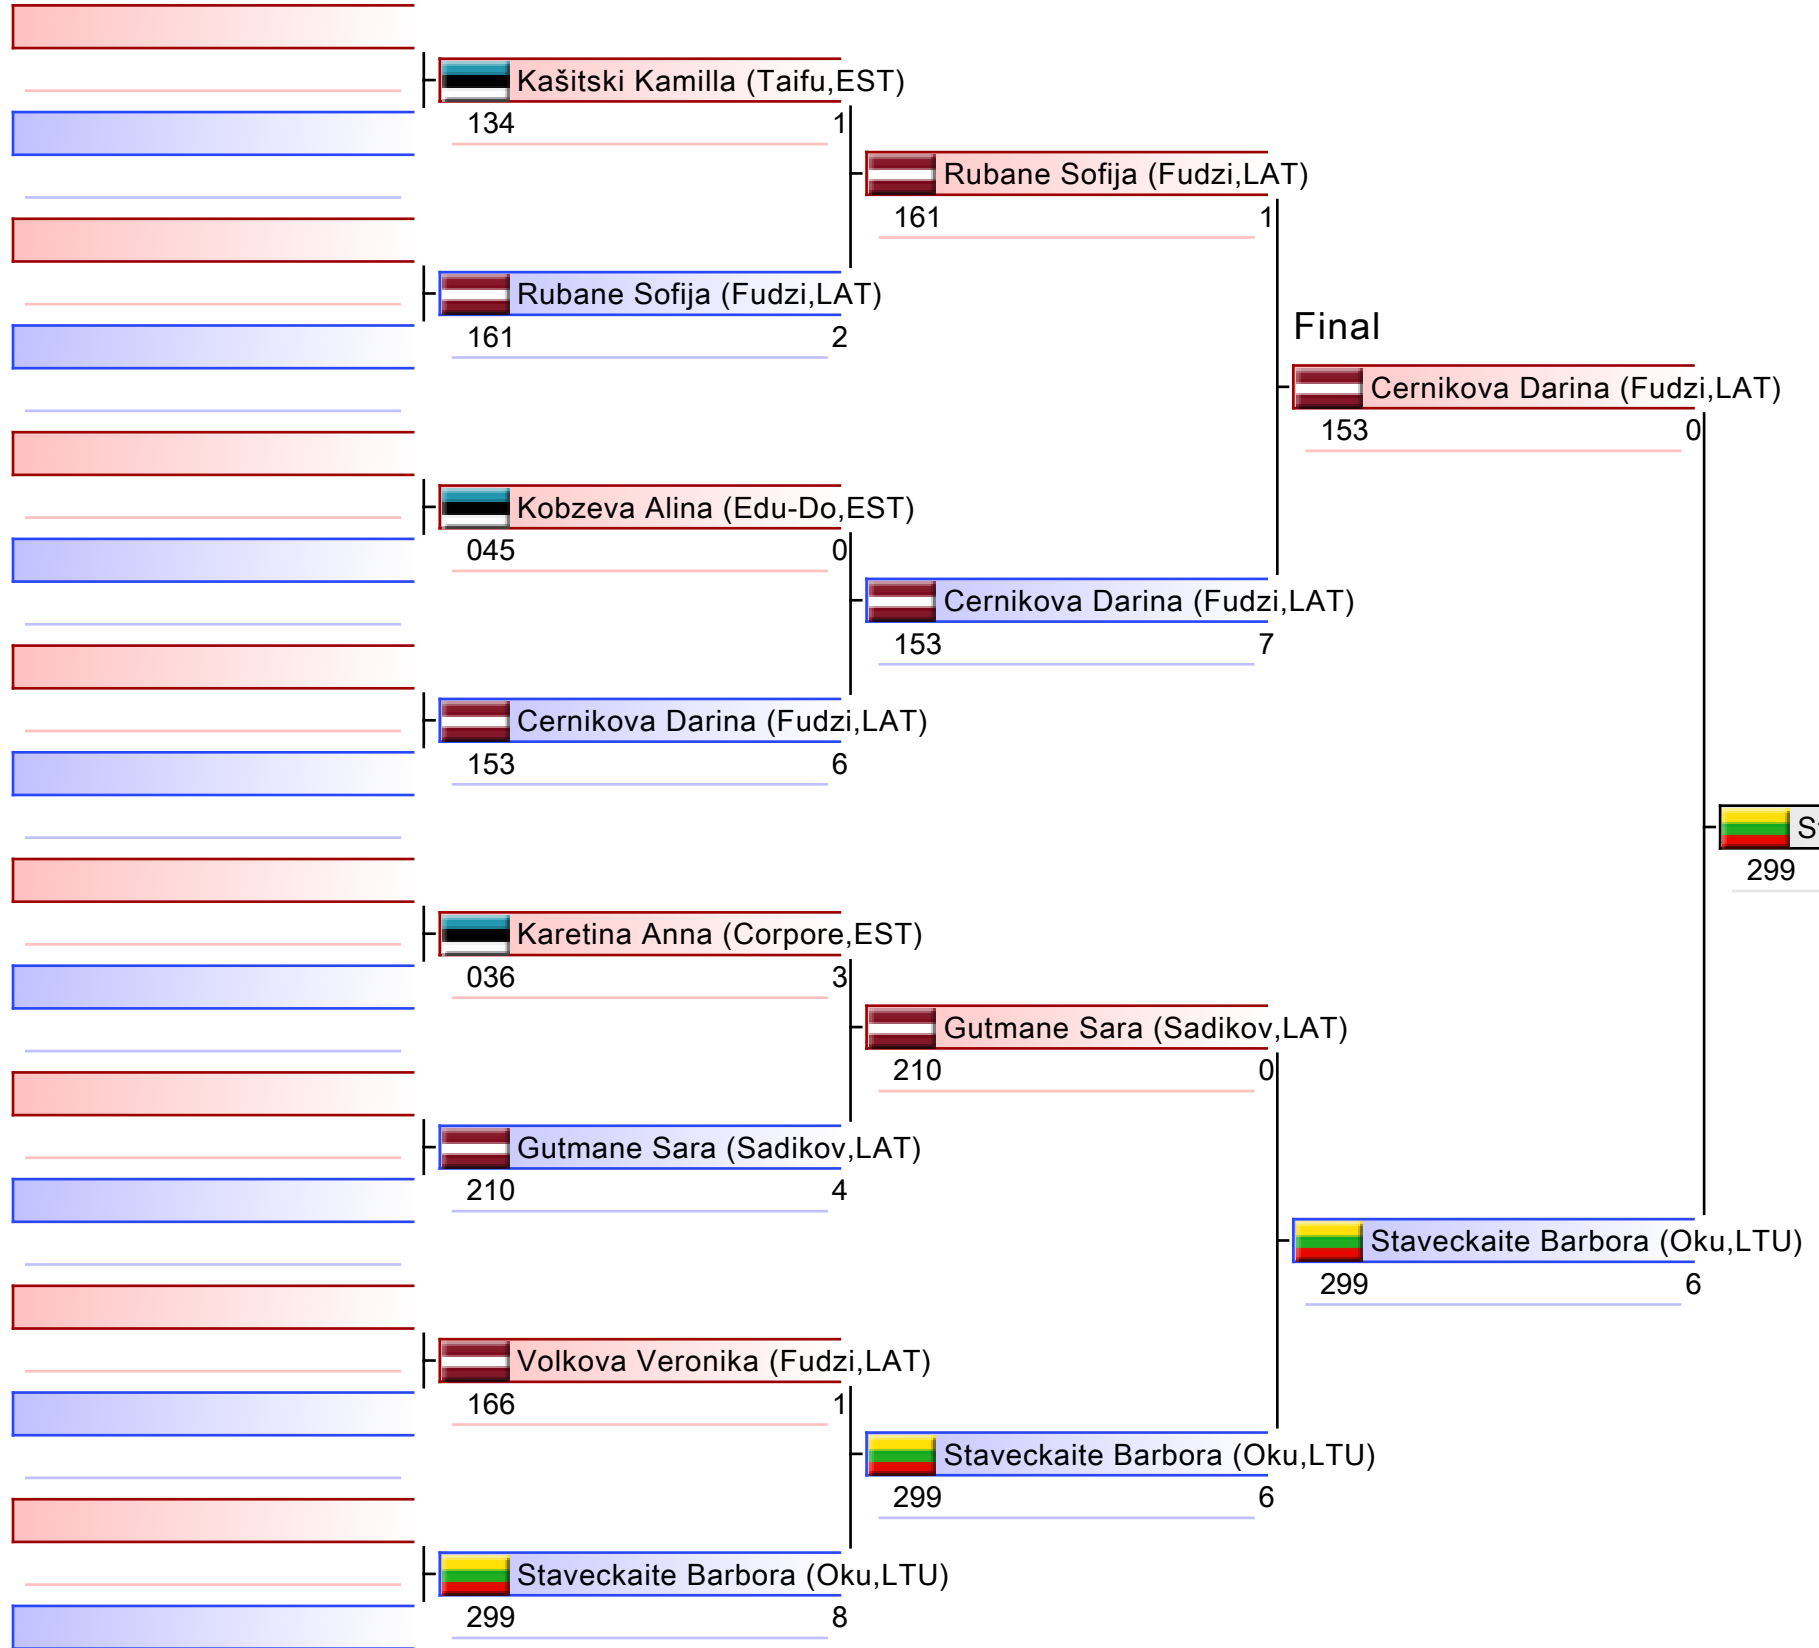 Kašitski Kamilla (Taifu,EST)
134 1
Rubane Sofija (Fudzi,LAT)
161 1
Rubane Sofija (Fudzi,LAT)
161 2
Final
Cernikova Darina (Fudzi,LAT)
153 0
Kobzeva Alina (Edu-Do,EST)
045 0
Cernikova Darina (Fudzi,LAT)
153 7
Cernikova Darina (Fudzi,LAT)
153 6
299
Karetina Anna (Corpore,EST)
036 3
Gutmane Sara (Sadikov,LAT)
210 0
Gutmane Sara (Sadikov,LAT)
210 4
Staveckaite Barbora (Oku,LTU)
299 6
Volkova Veronika (Fudzi,LAT)
166 1
Staveckaite Barbora (Oku,LTU)
299 6
Staveckaite Barbora (Oku,LTU)
299 8